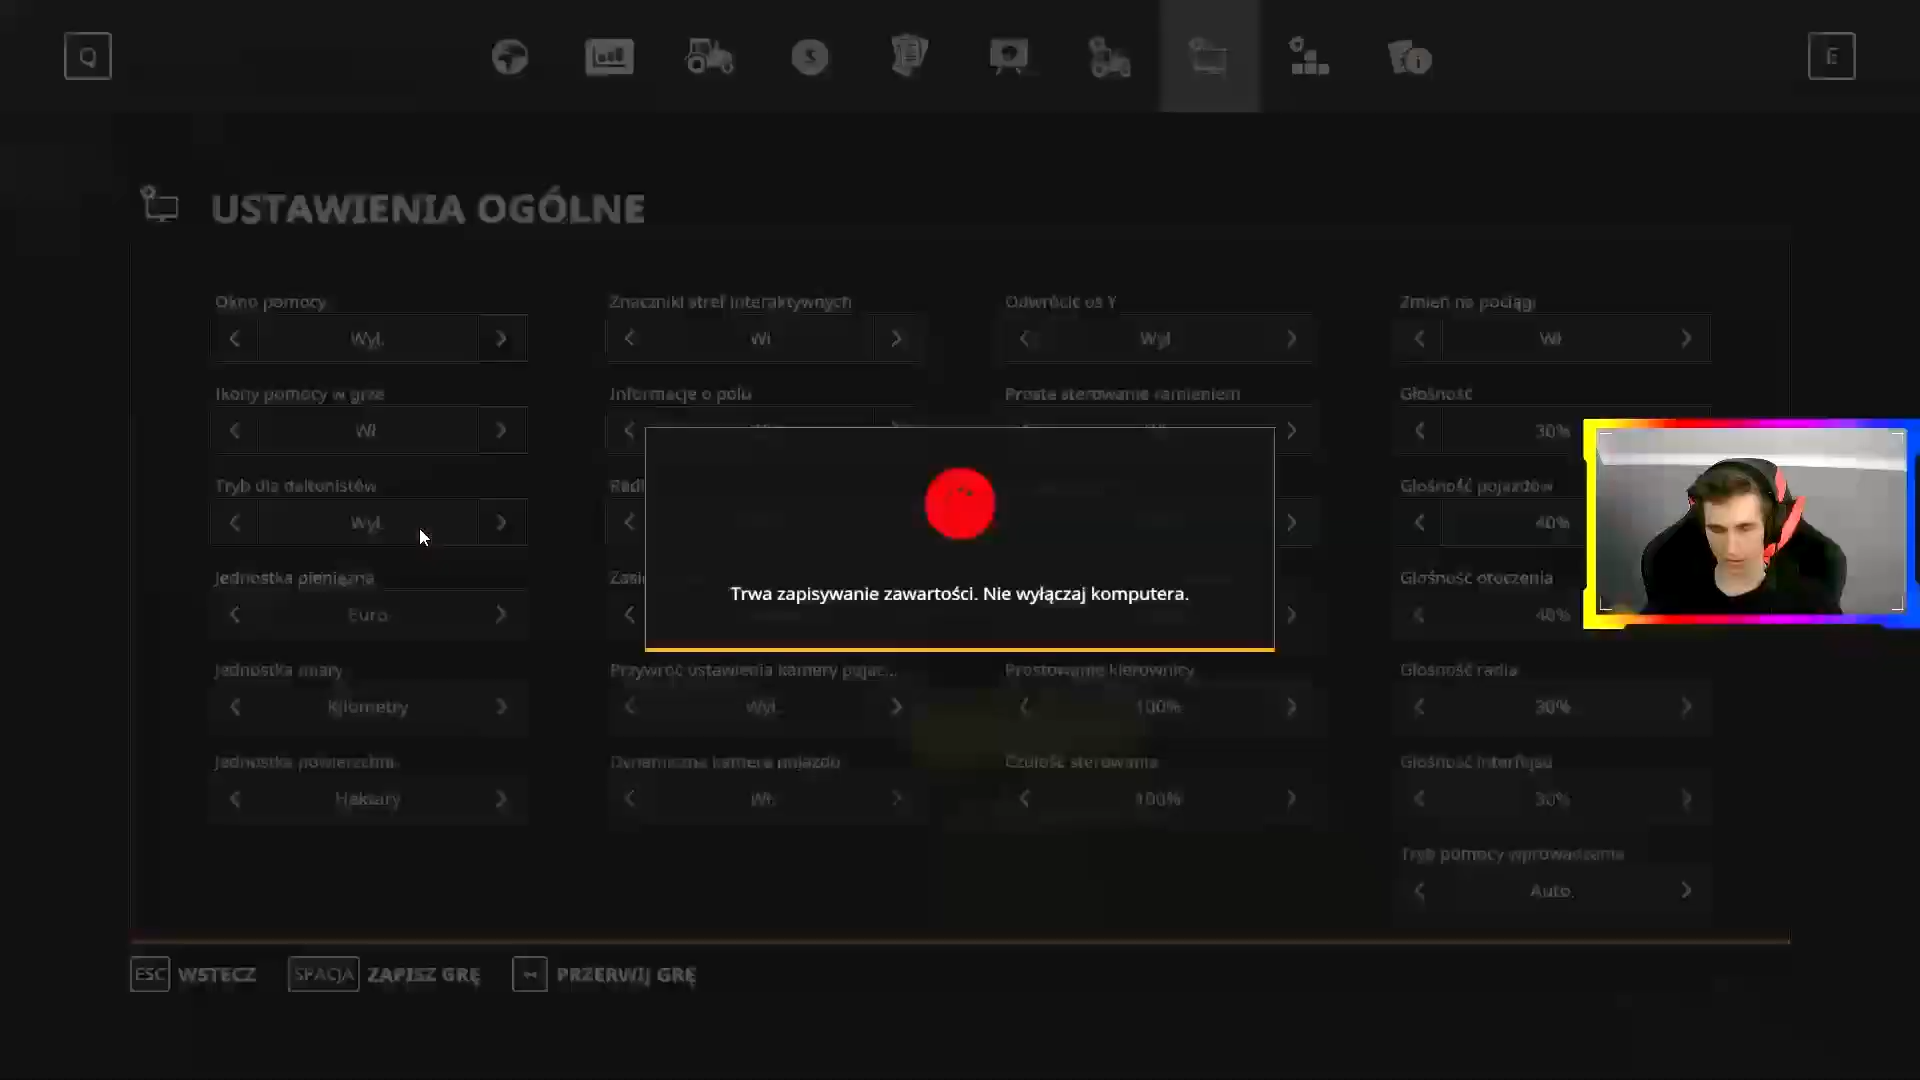 Q
E
USTAWIENIA OGÓLNE
Okno pomocy
Wył.
Znaczniki stref interaktywnych
Wł
Odwrócić oś Y
Wył
Zmień na pociągi
Wł
Ikony pomocy w grze
Wł
Informacje o polu
Proste sterowanie ramieniem
Głośność
30%
Tryb dla daltonistów
Wył.
Głośność pojazdów
40%
Trwa zapisywanie zawartości. Nie wyłączaj komputera.
Jednostka pieniężna
Euro
Głośność otoczenia
40%
Jednostka miary
Kilometry
Przywróć ustawienia kamery pojaz...
Wył.
Prostowanie kierownicy
100%
Głośność radia
30%
Jednostka powierzchni
Hektary
Dynamiczna kamera pojazdu
Wł.
Czułość sterowania
100%
Głośność interfejsu
30%
Tryb pomocy wprowadzania
Auto.
ESC WSTECZ
SPACJA ZAPISZ GRĘ
PRZERWIJ GRĘ